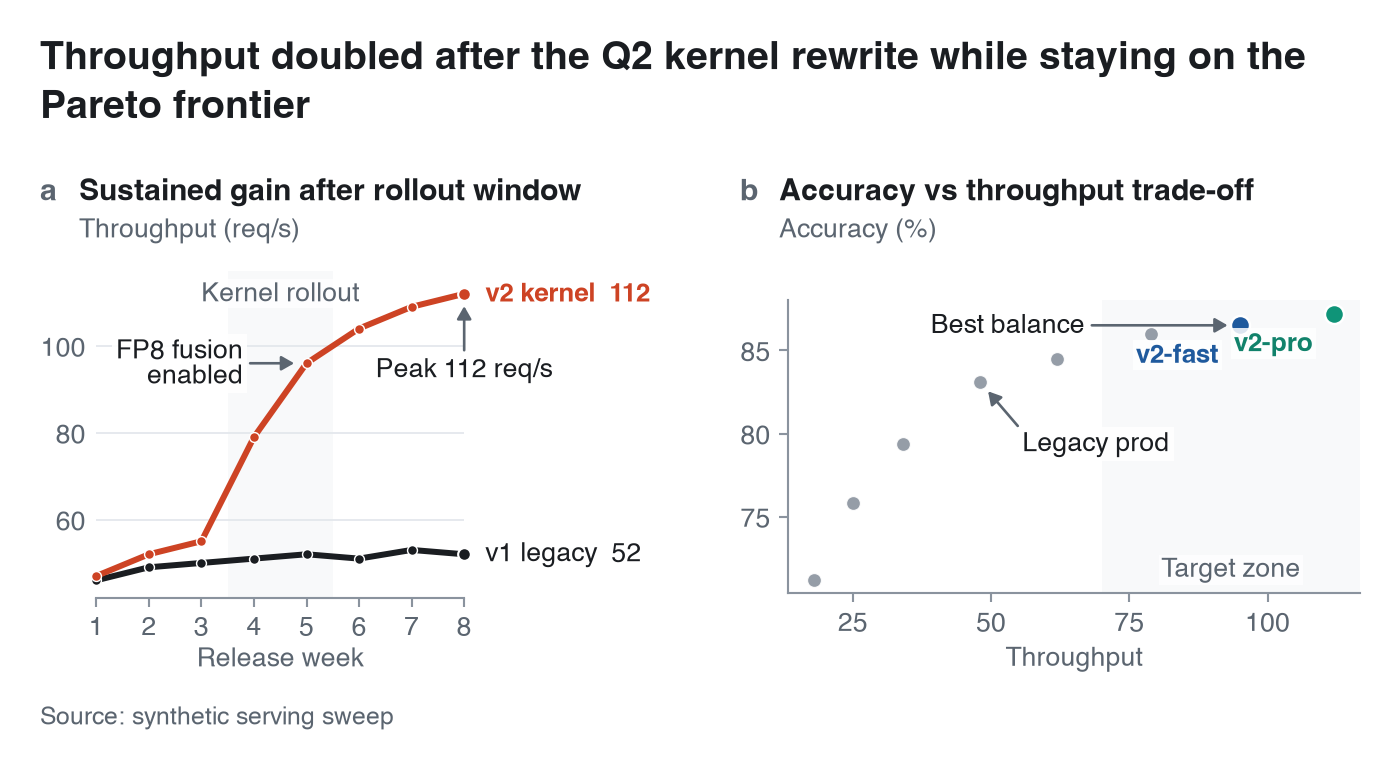 Throughput doubled after the Q2 kernel rewrite while staying on the
Pareto frontier
a Sustained gain after rollout window
Throughput (req/s)
Kernel rollout
v2 kernel 112
100
FP8 fusion
enabled
Peak 112 req/s
80
60
v1 legacy 52
1 2 3 4 5 6 7 8
Release week
b Accuracy vs throughput trade-off
Accuracy (%)
Best balance
v2-pro
v2-fast
85
80
Legacy prod
75
Target zone
25 50 75 100
Throughput
Source: synthetic serving sweep